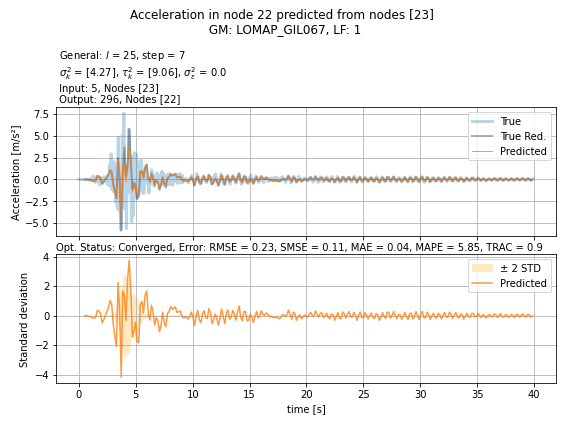 Acceleration in node 22 predicted from nodes [23]
GM: LOMAP_GIL067, LF: 1
General: l = 25, step = 7
σ²ₖ = [4.27], τ²ₖ = [9.06], σ²ε = 0.0
Input: 5, Nodes [23]
Output: 296, Nodes [22]
Acceleration [m/s²]
7.5
5.0
2.5
0.0
−2.5
−5.0
True
True Red.
Predicted
Opt. Status: Converged, Error: RMSE = 0.23, SMSE = 0.11, MAE = 0.04, MAPE = 5.85, TRAC = 0.9
Standard deviation
4
2
0
−2
−4
± 2 STD
Predicted
0 5 10 15 20 25 30 35 40
time [s]